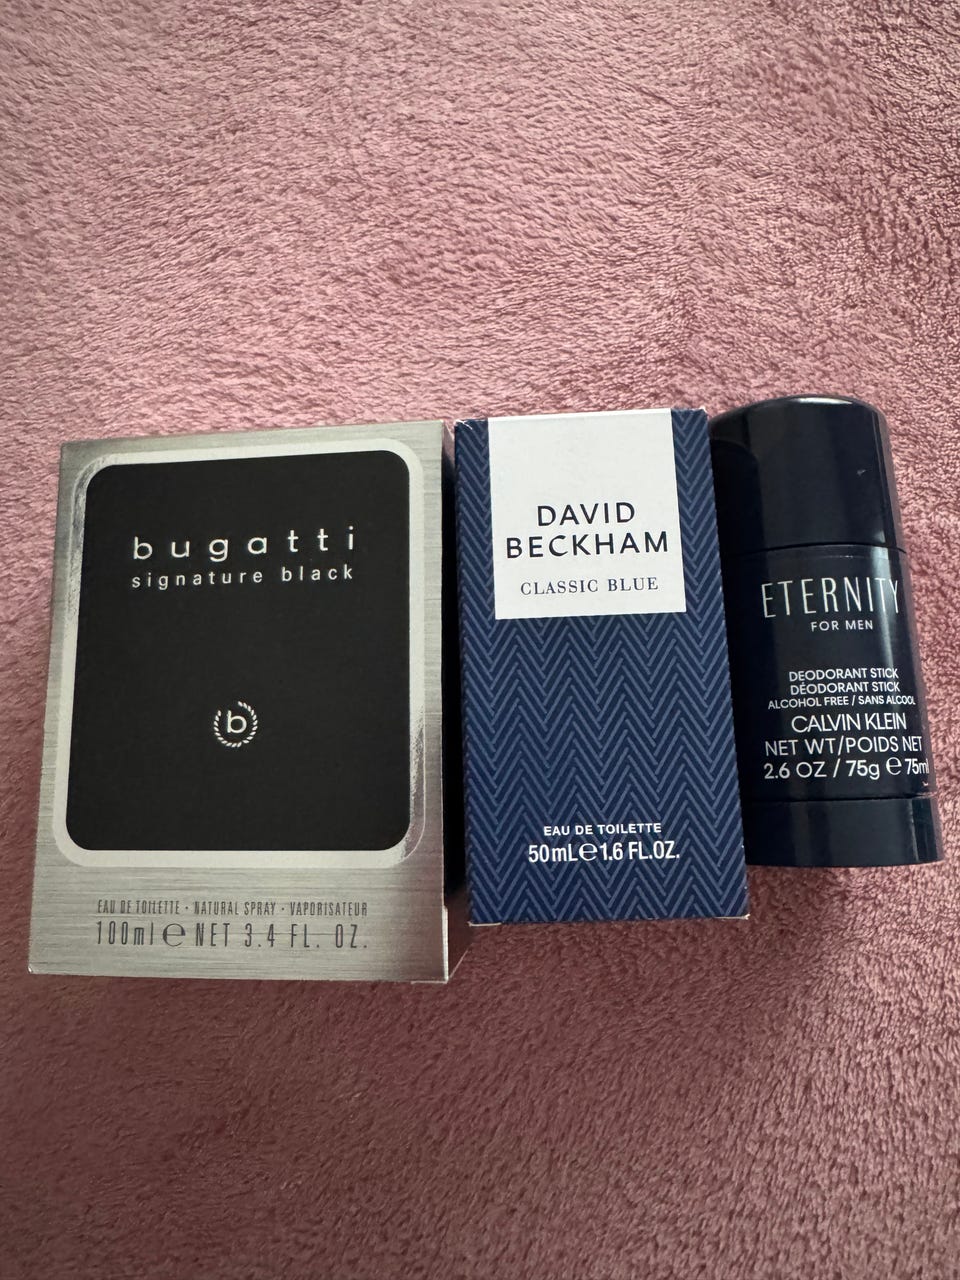 bugatti
signature black
b
EAU DE TOILETTE • NATURAL SPRAY • VAPORISATEUR
100ml e NET 3.4 FL. OZ.
DAVID
BECKHAM
CLASSIC BLUE
EAU DE TOILETTE
50mL e 1.6 FL.OZ.
ETERNITY
FOR MEN
DEODORANT STICK
DÉODORANT STICK
ALCOHOL FREE / SANS ALCOOL
CALVIN KLEIN
NET WT/POIDS NET
2.6 OZ / 75g e 75ml